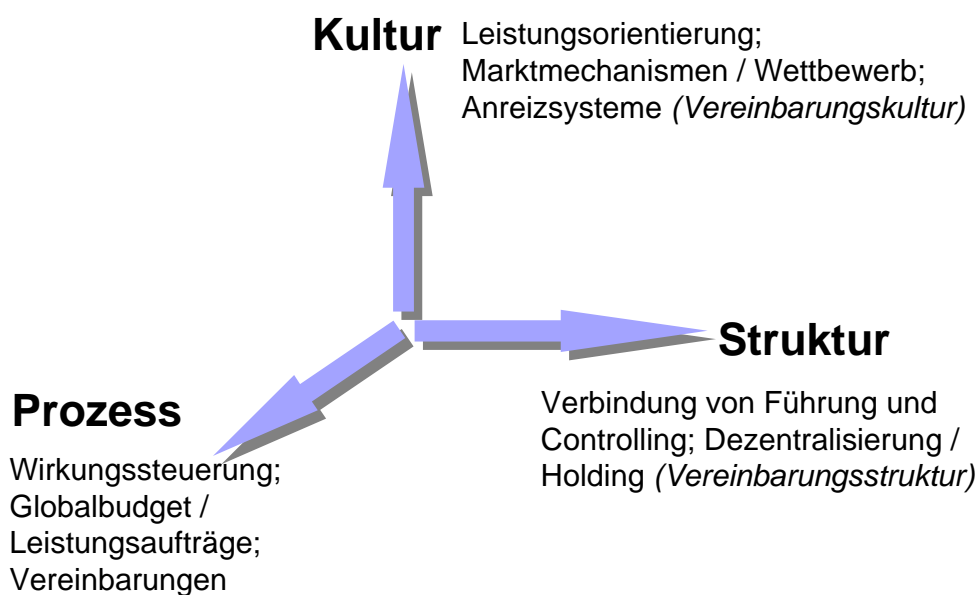 Kultur
Leistungsorientierung;
Marktmechanismen / Wettbewerb;
Anreizsysteme (Vereinbarungskultur)
Struktur
Verbindung von Führung und
Controlling; Dezentralisierung /
Holding (Vereinbarungsstruktur)
Prozess
Wirkungssteuerung;
Globalbudget /
Leistungsaufträge;
Vereinbarungen